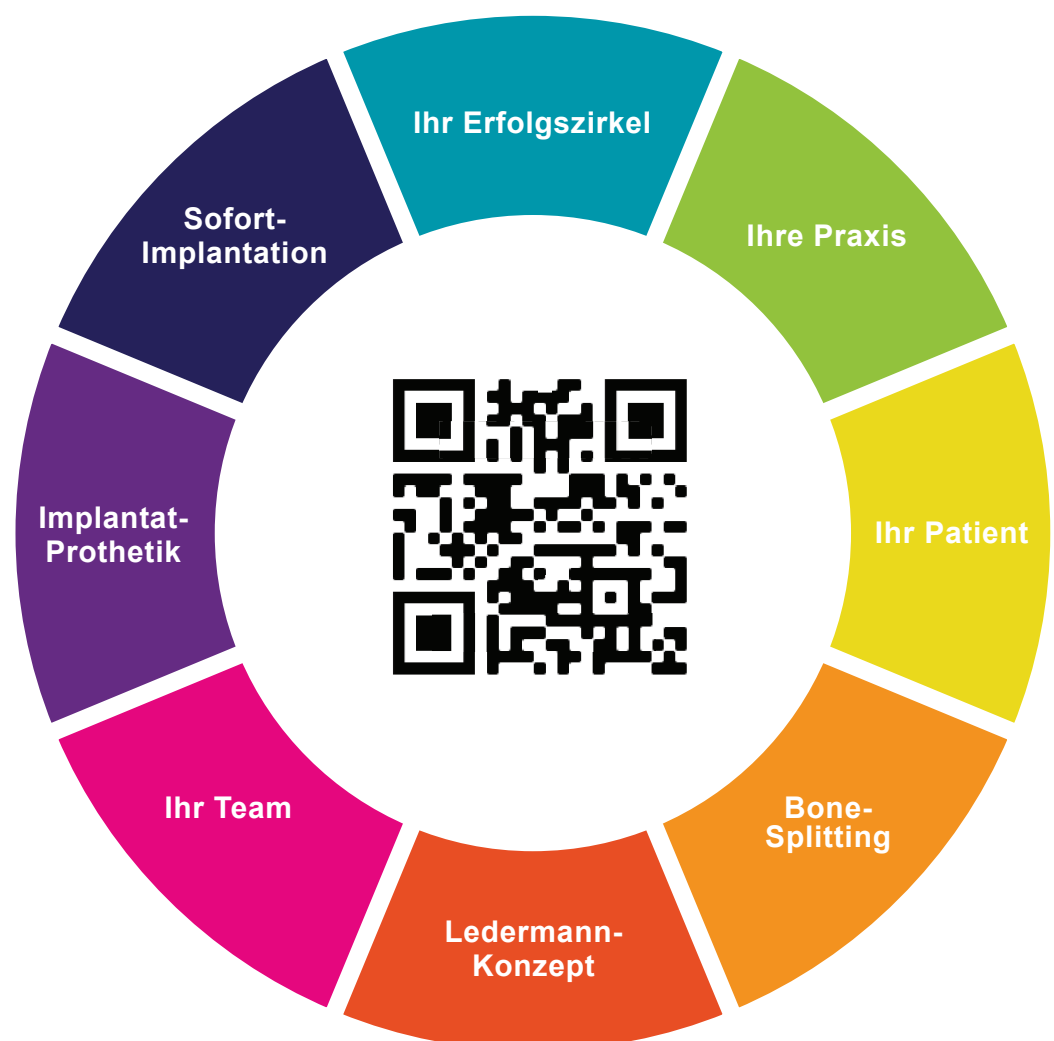 Ihr Erfolgszirkel
Ihre Praxis
Ihr Patient
Bone-
Splitting
Ledermann-
Konzept
Ihr Team
Implantat-
Prothetik
Sofort-
Implantation